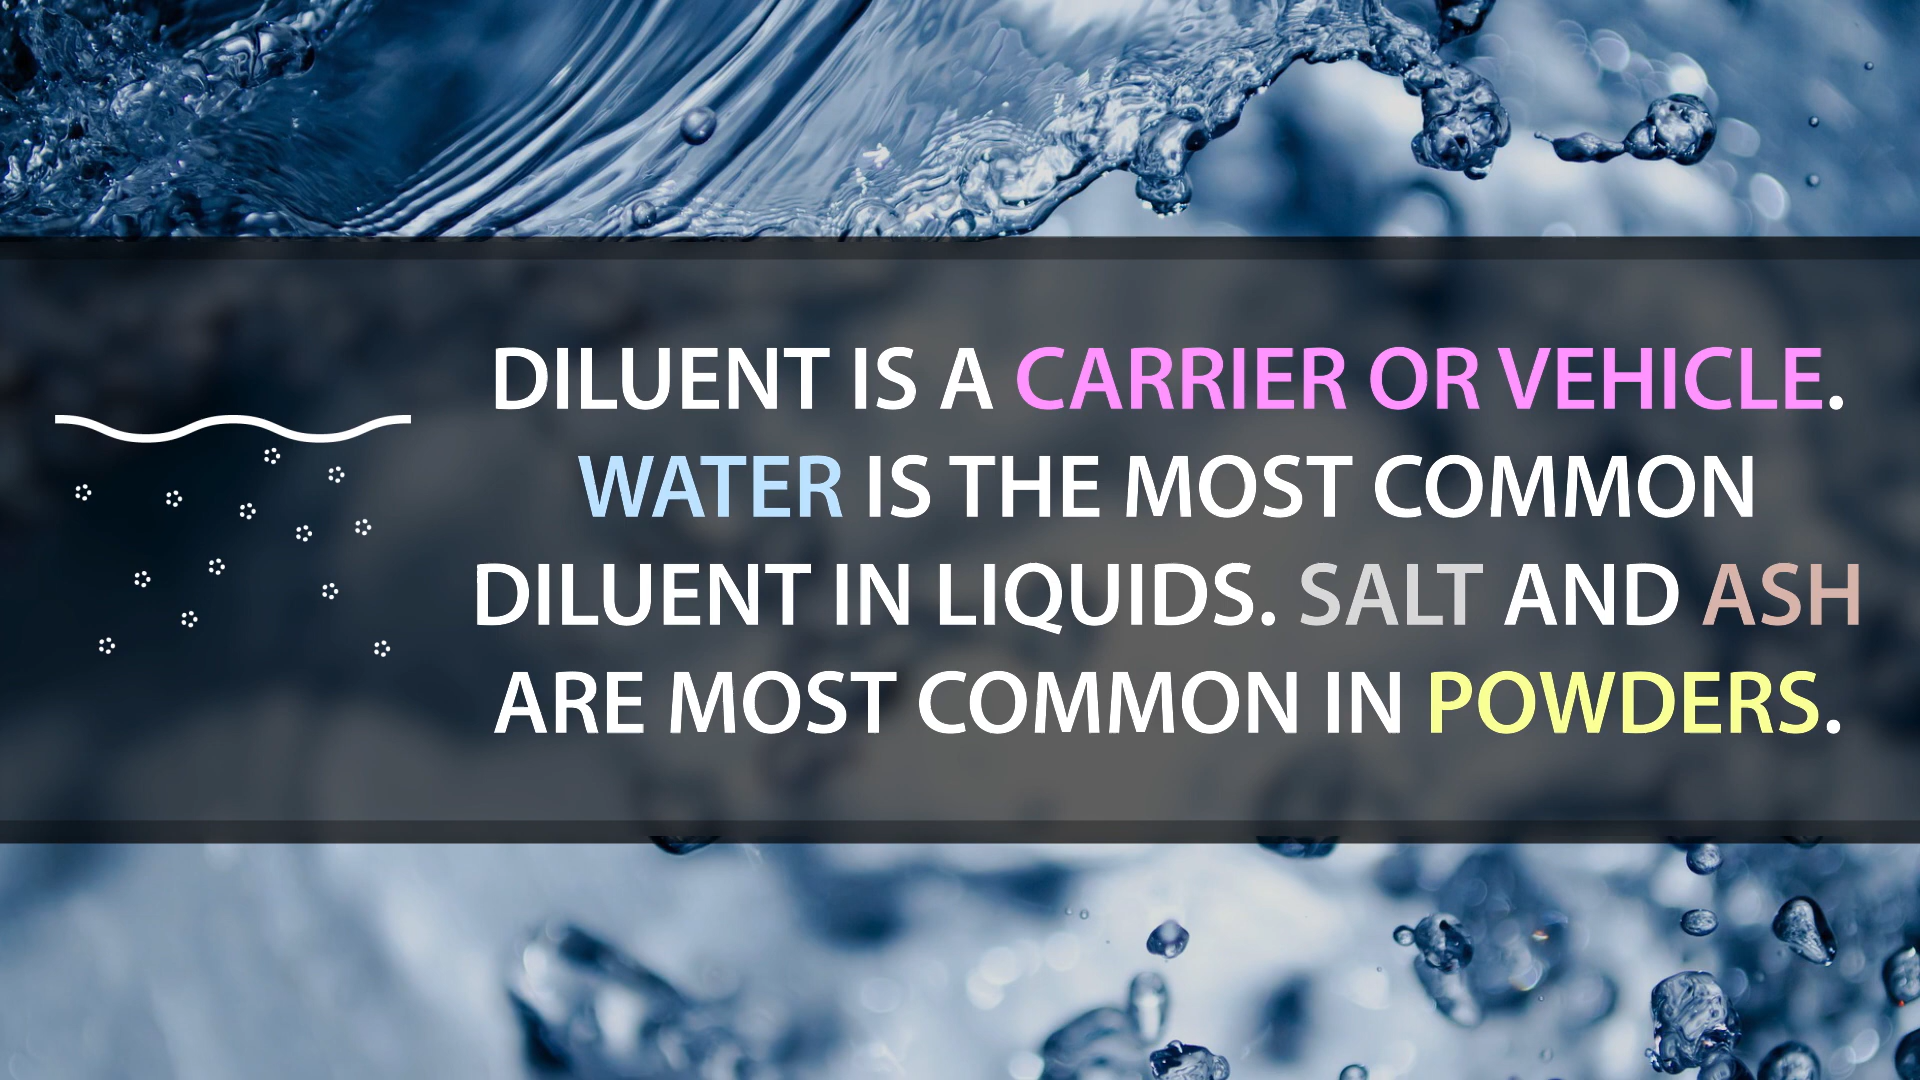 DILUENT IS A CARRIER OR VEHICLE.
WATER IS THE MOST COMMON
DILUENT IN LIQUIDS. SALT AND ASH
ARE MOST COMMON IN POWDERS.